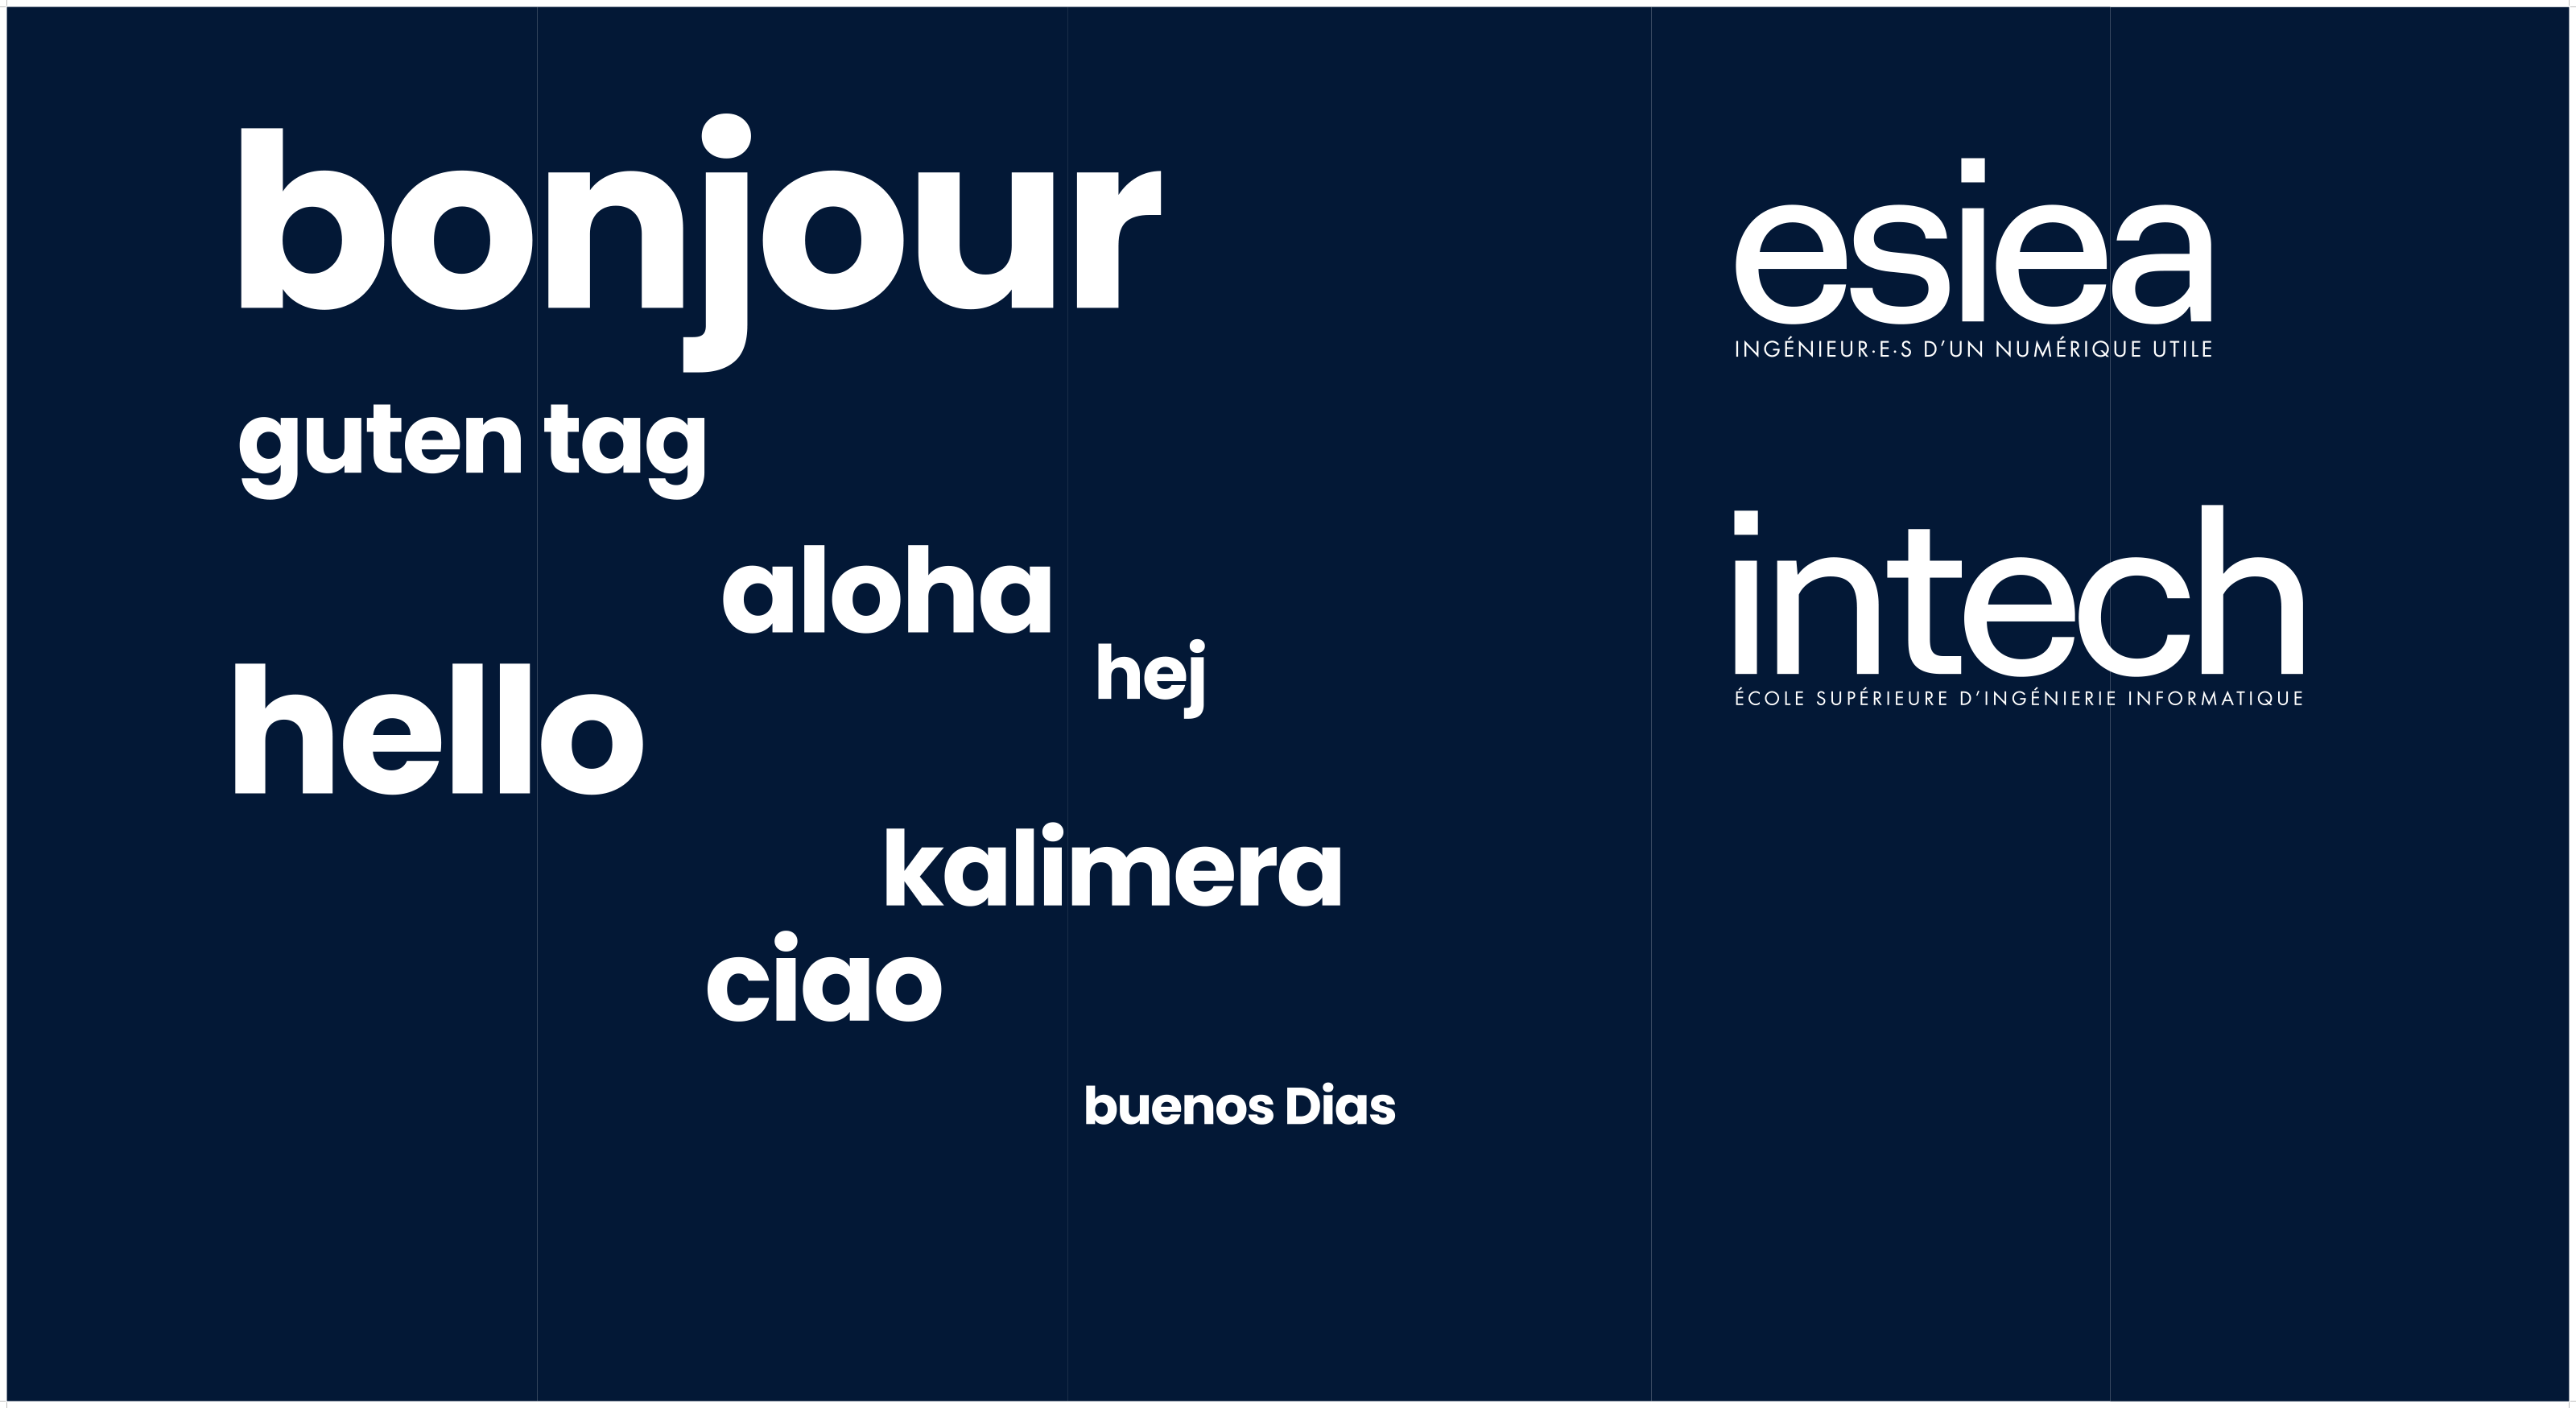 bonjour
guten tag
aloha
hej
hello
kalimera
ciao
buenos Dias
esiea
INGÉNIEUR·E·S D’UN NUMÉRIQUE UTILE
intech
ÉCOLE SUPÉRIEURE D’INGÉNIERIE INFORMATIQUE